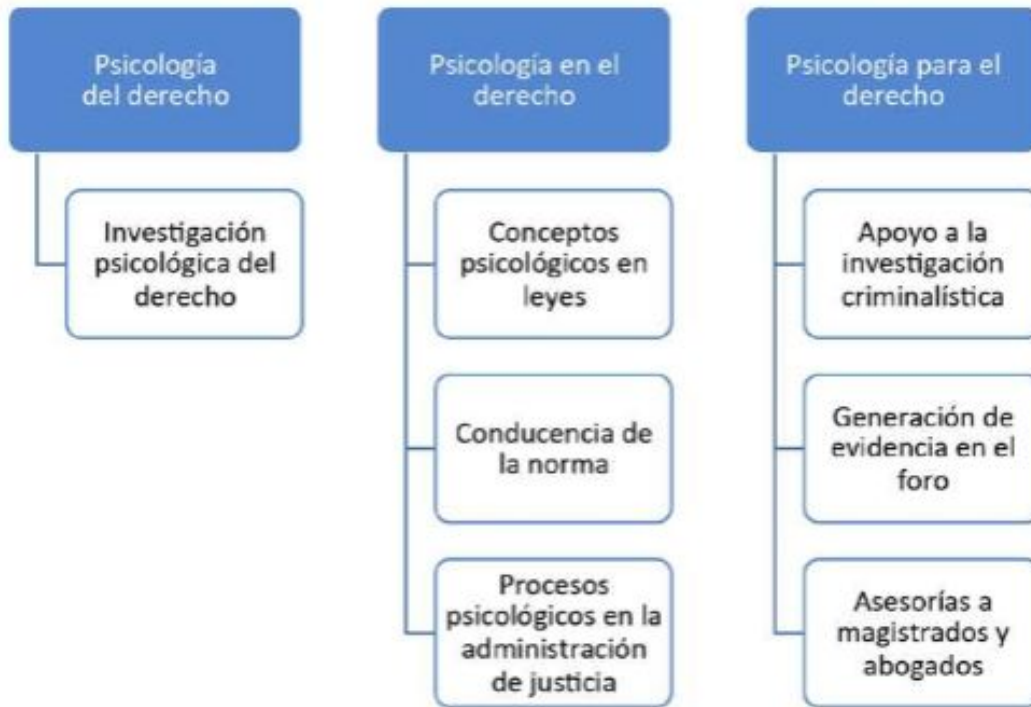 Psicología
del derecho
Investigación
psicológica del
derecho
Psicología en el
derecho
Conceptos
psicológicos en
leyes
Conducencia de
la norma
Procesos
psicológicos en la
administración
de justicia
Psicología para el
derecho
Apoyo a la
investigación
criminalística
Generación de
evidencia en el
foro
Asesorías a
magistrados y
abogados